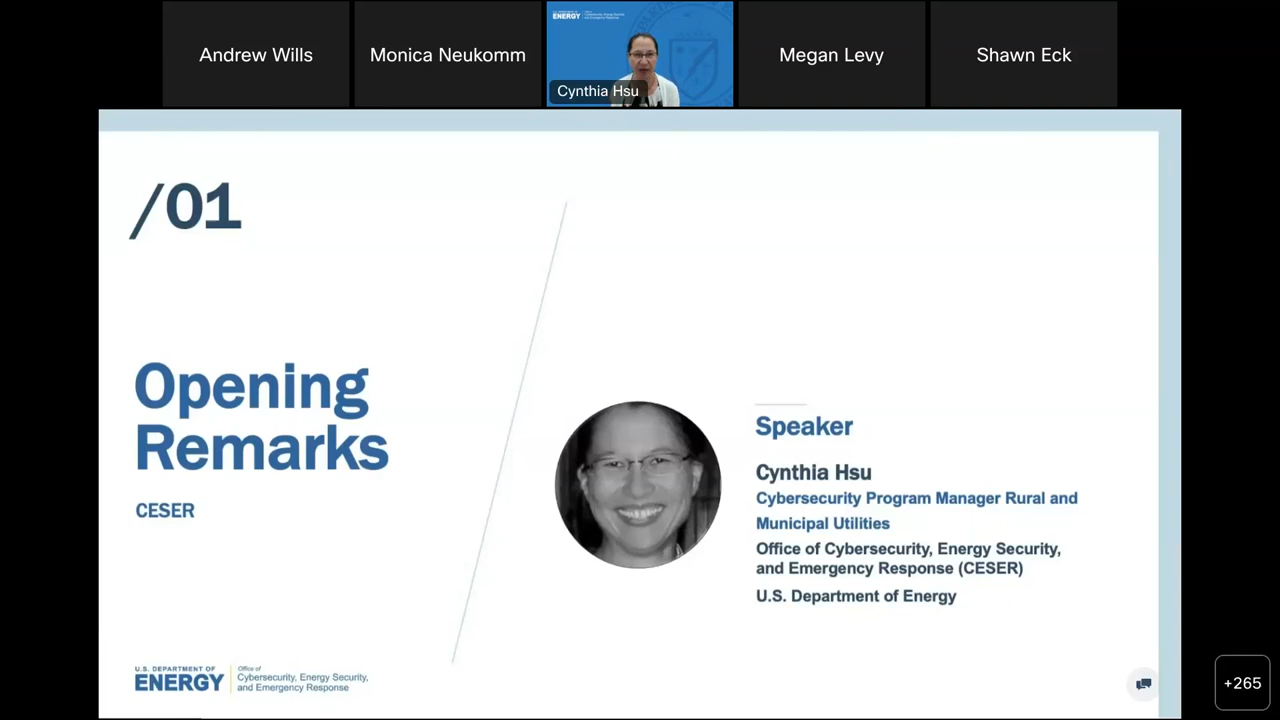 Andrew Wills
Monica Neukomm
U.S. DEPARTMENT OF
ENERGY
Cynthia Hsu
Megan Levy
Shawn Eck
/01
Opening
Remarks
CESER
Speaker
Cynthia Hsu
Cybersecurity Program Manager Rural and
Municipal Utilities
Office of Cybersecurity, Energy Security,
and Emergency Response (CESER)
U.S. Department of Energy
U.S. DEPARTMENT OF
ENERGY
Office of
Cybersecurity, Energy Security,
and Emergency Response
+265